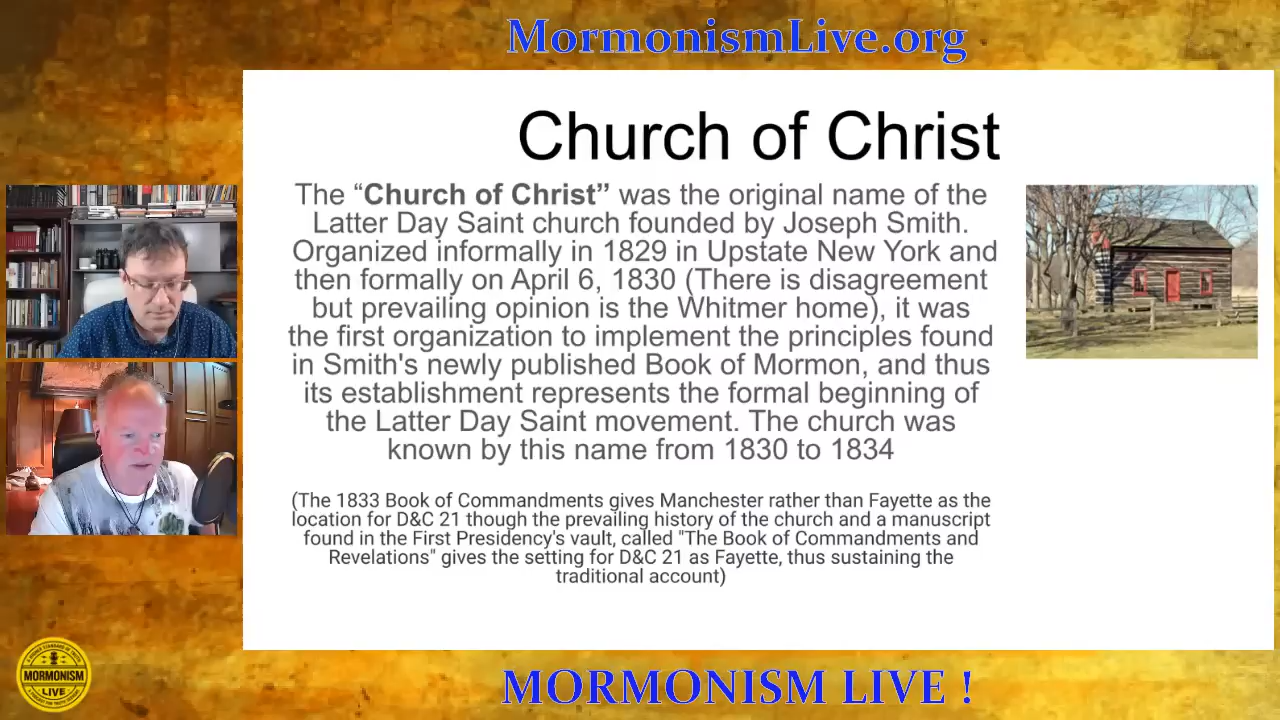 MormonismLive.org
Church of Christ
The “Church of Christ” was the original name of the
Latter Day Saint church founded by Joseph Smith.
Organized informally in 1829 in Upstate New York and
then formally on April 6, 1830 (There is disagreement
but prevailing opinion is the Whitmer home), it was
the first organization to implement the principles found
in Smith's newly published Book of Mormon, and thus
its establishment represents the formal beginning of
the Latter Day Saint movement. The church was
known by this name from 1830 to 1834
(The 1833 Book of Commandments gives Manchester rather than Fayette as the
location for D&C 21 though the prevailing history of the church and a manuscript
found in the First Presidency's vault, called "The Book of Commandments and
Revelations" gives the setting for D&C 21 as Fayette, thus sustaining the
traditional account)
MORMONISM
LIVE
MORMONISM LIVE !